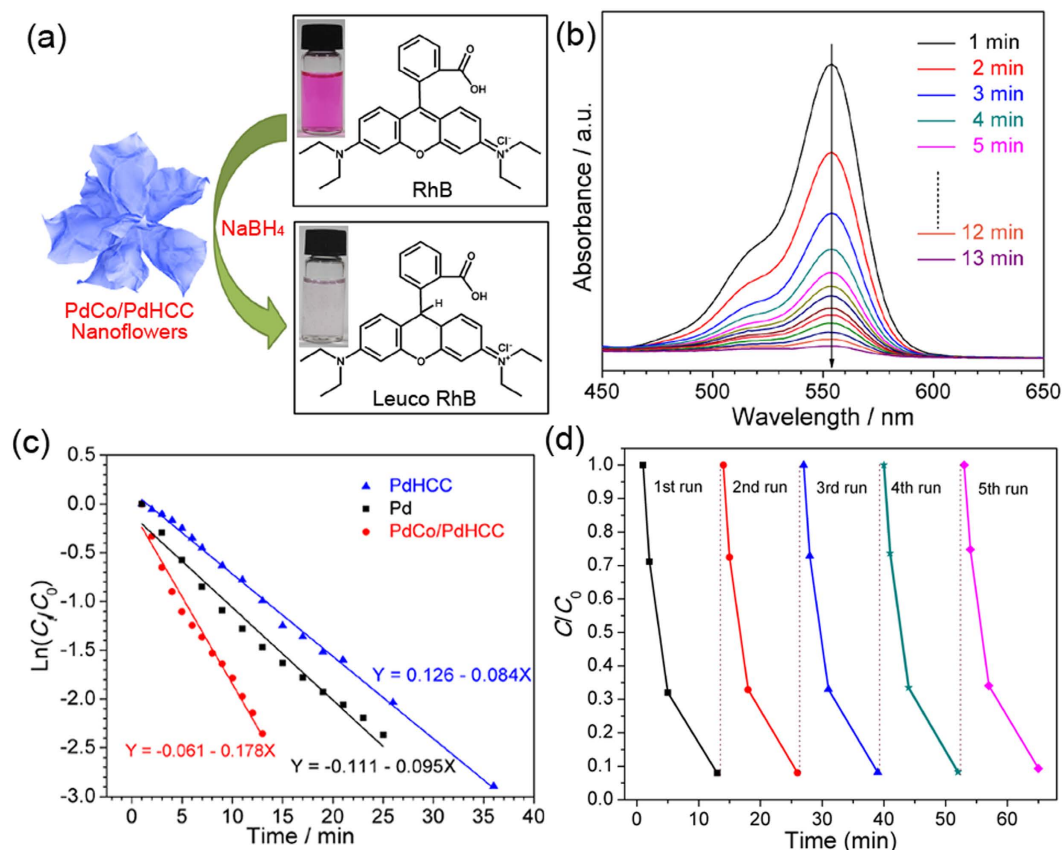 (a)
O
OH
N
O
N⁺
Cl⁻
RhB
NaBH₄
PdCo/PdHCC
Nanoflowers
H
O
OH
N
O
N⁺
Cl⁻
Leuco RhB
(b)
Absorbance / a.u.
1 min
2 min
3 min
4 min
5 min
12 min
13 min
450 500 550 600 650
Wavelength / nm
(c)
Ln(Cₜ/C₀)
0.5
0.0
-0.5
-1.0
-1.5
-2.0
-2.5
-3.0
PdHCC
Pd
PdCo/PdHCC
Y = 0.126 - 0.084X
Y = -0.061 - 0.178X
Y = -0.111 - 0.095X
0 5 10 15 20 25 30 35 40
Time / min
(d)
C/C₀
1.0
0.9
0.8
0.7
0.6
0.5
0.4
0.3
0.2
0.1
0.0
1st run 2nd run 3rd run 4th run 5th run
0 10 20 30 40 50 60
Time (min)